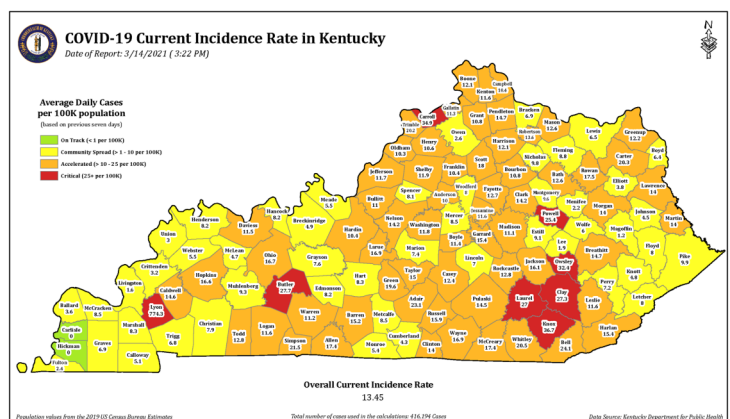 COVID-19 Current Incidence Rate in Kentucky
Date of Report: 3/14/2021 ( 3:22 PM)
N
Average Daily Cases
per 100K population
(based on previous seven days)
On Track (< 1 per 100K)
Community Spread (> 1 - 10 per 100K)
Accelerated (> 10 - 25 per 100K)
Critical (25+ per 100K)
Boone
12.1
Campbell
Kenton
11.6
Gallatin
Carroll
34.9
Trimble
20.2
Grant
10.8
Pendleton
14.7
Bracken
6.9
Mason
12.6
Robertson
Lewis
6.5
Greenup
12.2
Boyd
6.4
Owen
2.6
Henry
10.6
Oldham
18.3
Harrison
12.1
Nicholas
9.8
Fleming
8.8
Carter
20.3
Rowan
17.5
Elliott
3.8
Lawrence
14
Jefferson
11.7
Shelby
11.9
Franklin
10.4
Scott
18
Bourbon
10.8
Bath
12.6
Woodford
Fayette
12.7
Clark
14.2
Montgomery
9.6
Menifee
2.2
Morgan
14
Johnson
4.5
Martin
14
Meade
5.5
Bullitt
11
Spencer
8.1
Anderson
10
Jessamine
11.6
Powell
25.4
Wolfe
6
Magoffin
1.2
Hancock
8.2
Breckinridge
4.9
Hardin
10.4
Nelson
14.2
Washington
11.8
Mercer
8.5
Boyle
11.4
Garrard
15.4
Madison
11.1
Estill
9.1
Lee
1.9
Breathitt
14.7
Floyd
8
Pike
9.9
Henderson
8.2
Daviess
Union
3
Webster
5.5
McLean
6.7
Ohio
16.7
Grayson
7.6
Larue
16.9
Marion
7.4
Lincoln
7
Rockcastle
12.8
Jackson
16.1
Owsley
32.4
Perry
7.2
Knott
6.8
Letcher
8
Crittenden
3.2
Livingston
1.6
Caldwell
14.6
Hopkins
16.4
Muhlenberg
9.3
Butler
27.7
Edmonson
8.2
Hart
8.3
Green
19.6
Taylor
15
Casey
12.4
Adair
23.1
Pulaski
14.5
Laurel
27
Clay
27.3
Leslie
11.6
Ballard
3.6
McCracken
8.5
Lyon
774.3
Marshall
8.3
Trigg
6.8
Christian
7.9
Todd
12.8
Logan
11.6
Warren
11.2
Barren
15.2
Metcalfe
8.5
Russell
15.9
Wayne
16.9
Knox
36.7
Harlan
15.4
Carlisle
0
Hickman
0
Graves
6.9
Fulton
2.4
Calloway
5.1
Simpson
21.5
Allen
17.4
Monroe
5.4
Cumberland
4.3
Clinton
14
McCreary
17.4
Whitley
20.5
Bell
24.1
Overall Current Incidence Rate
13.45
Population values from the 2019 US Census Bureau Estimates
Total number of cases used in the calculations: 416,194 Cases
Data Source: Kentucky Department for Public Health